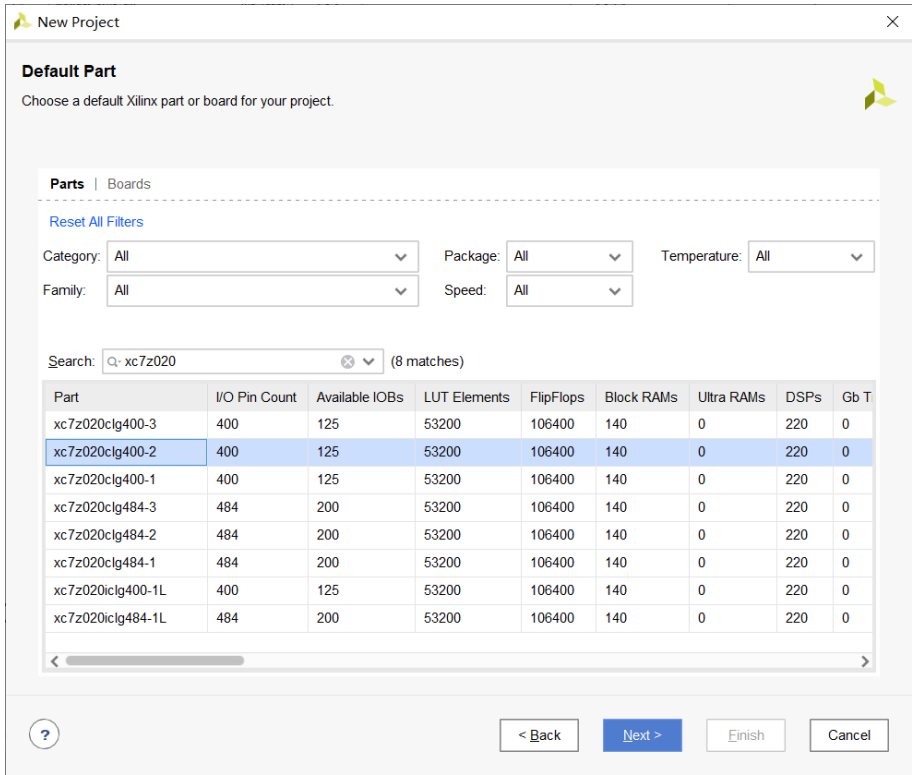 New Project
Default Part
Choose a default Xilinx part or board for your project.
Parts | Boards
Reset All Filters
Category: All Package: All Temperature: All
Family: All Speed: All
Search: xc7z020 (8 matches)
Part I/O Pin Count Available IOBs LUT Elements FlipFlops Block RAMs Ultra RAMs DSPs Gb T
xc7z020clg400-3 400 125 53200 106400 140 0 220 0
xc7z020clg400-2 400 125 53200 106400 140 0 220 0
xc7z020clg400-1 400 125 53200 106400 140 0 220 0
xc7z020clg484-3 484 200 53200 106400 140 0 220 0
xc7z020clg484-2 484 200 53200 106400 140 0 220 0
xc7z020clg484-1 484 200 53200 106400 140 0 220 0
xc7z020iclg400-1L 400 125 53200 106400 140 0 220 0
xc7z020iclg484-1L 484 200 53200 106400 140 0 220 0
? < Back Next > Finish Cancel